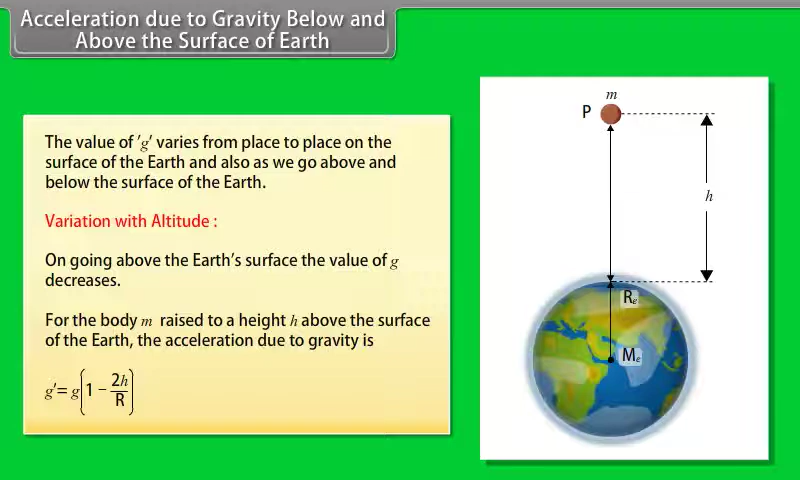 Acceleration due to Gravity Below and
Above the Surface of Earth
The value of 'g' varies from place to place on the
surface of the Earth and also as we go above and
below the surface of the Earth.
Variation with Altitude :
On going above the Earth's surface the value of g
decreases.
For the body m raised to a height h above the surface
of the Earth, the acceleration due to gravity is
g' = g(1 − 2h/R)
m
P
h
Re
Me